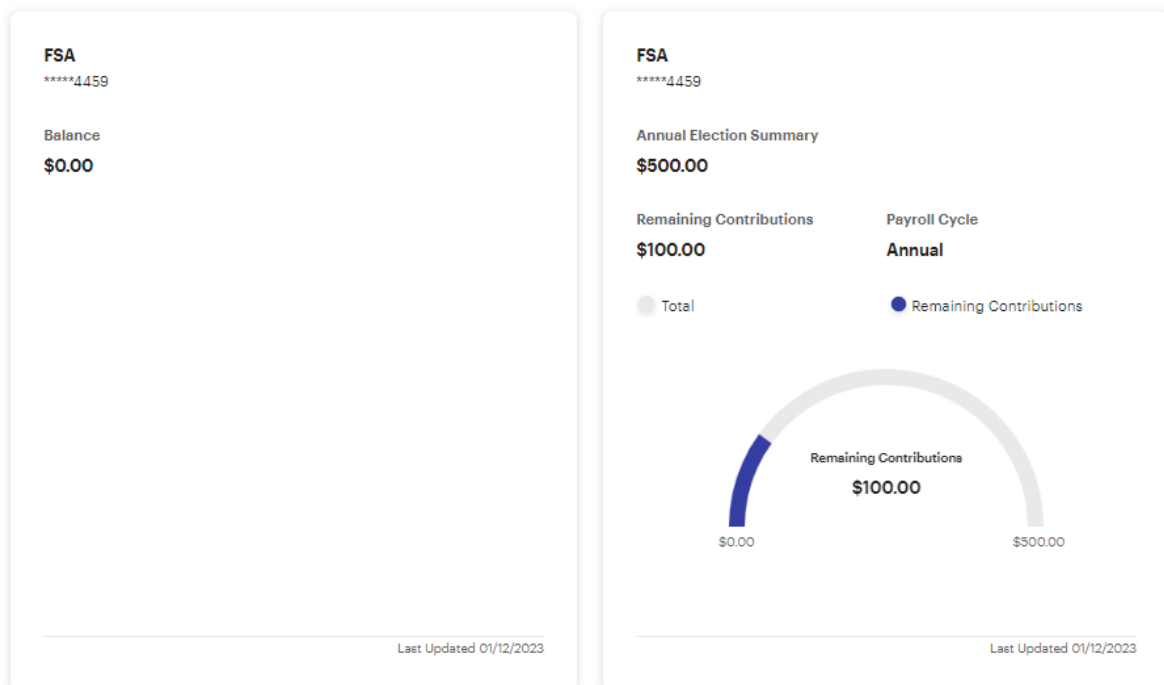 FSA
*****4459
Balance
$0.00
Last Updated 01/12/2023
FSA
*****4459
Annual Election Summary
$500.00
Remaining Contributions
$100.00
Payroll Cycle
Annual
Total
Remaining Contributions
Remaining Contributions
$100.00
$0.00
$500.00
Last Updated 01/12/2023